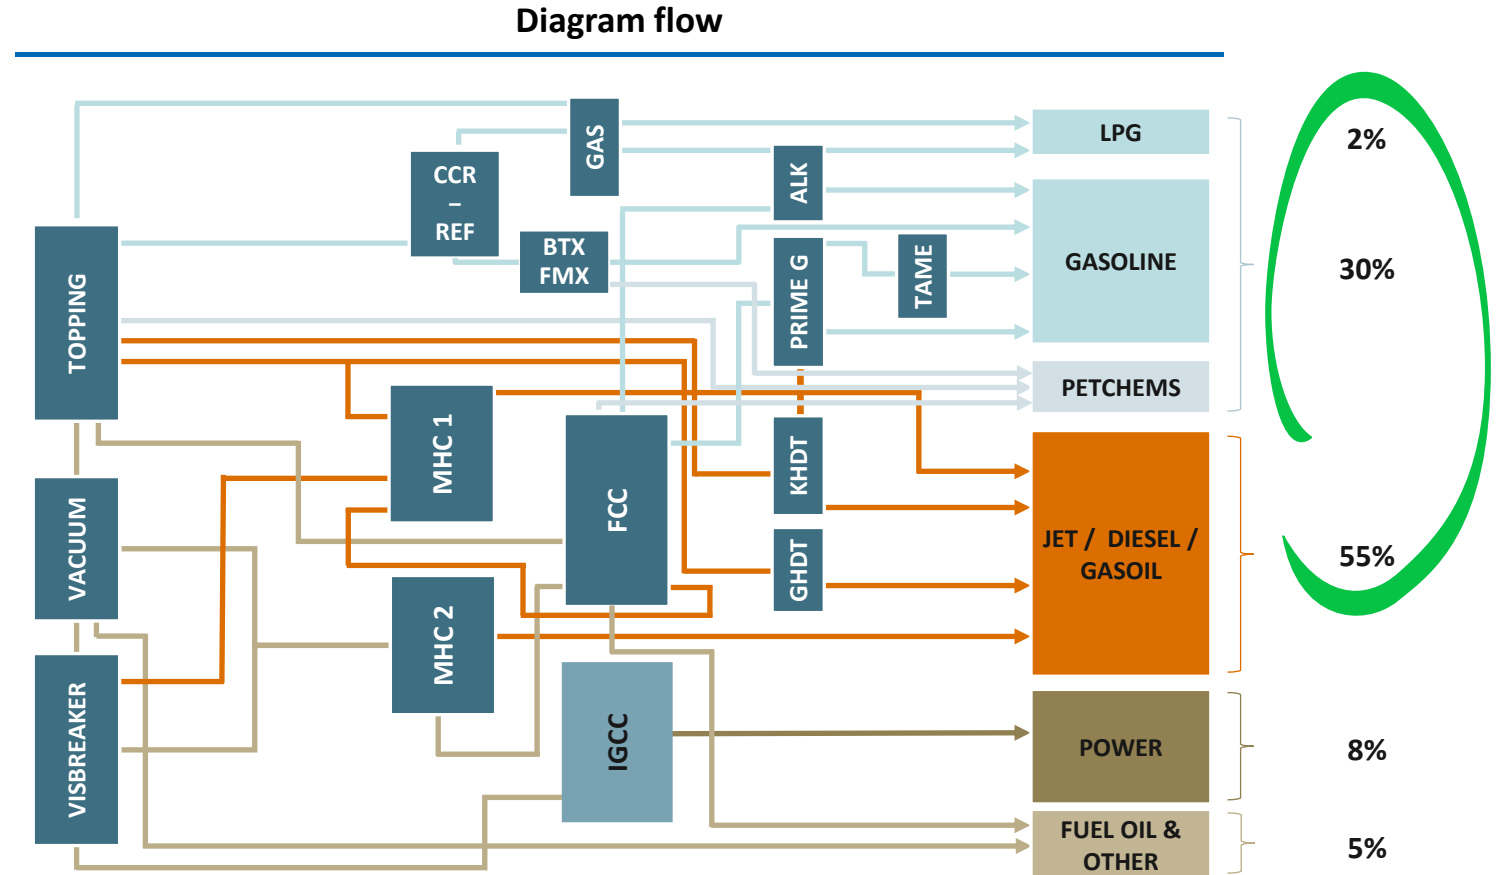 Diagram flow
GAS
LPG
2%
CCR
–
REF
ALK
BTX
FMX
TOPPING
PRIME G
TAME
GASOLINE
30%
PETCHEMS
MHC 1
FCC
KHDT
VACUUM
GHDT
JET /  DIESEL /
GASOIL
55%
MHC 2
VISBREAKER
IGCC
POWER
8%
FUEL OIL &
OTHER
5%